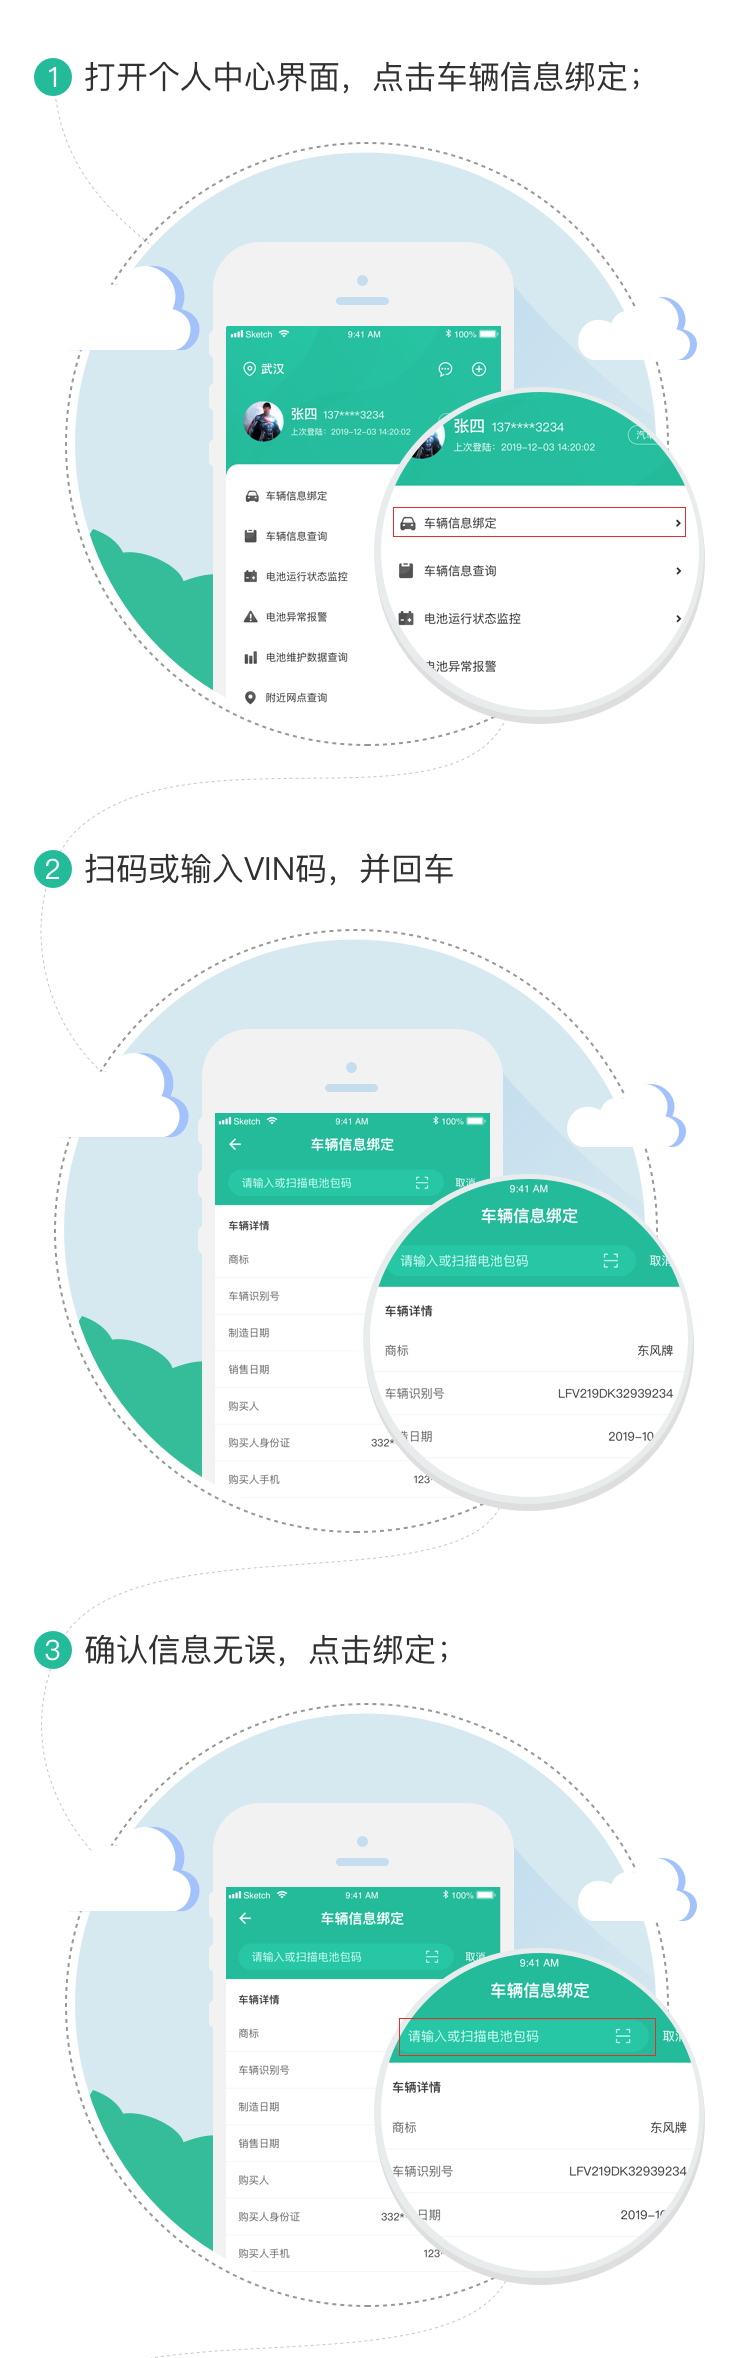 1 打开个人中心界面，点击车辆信息绑定；
Sketch 9:41 AM 100%
武汉
张四 137****3234
上次登陆：2019-12-03 14:20:02
张四 137****3234
上次登陆：2019-12-03 14:20:02
车辆信息绑定
车辆信息查询
电池运行状态监控
电池异常报警
电池维护数据查询
附近网点查询
车辆信息绑定
车辆信息查询
电池运行状态监控
电池异常报警
2 扫码或输入VIN码，并回车
Sketch 9:41 AM 100%
车辆信息绑定
请输入或扫描电池包码 取消
车辆详情
商标
车辆识别号
制造日期
销售日期
购买人
购买人身份证 332*
购买人手机 123
9:41 AM
车辆信息绑定
请输入或扫描电池包码 取消
车辆详情
商标 东风牌
车辆识别号 LFV219DK32939234
造日期 2019-10
3 确认信息无误，点击绑定；
Sketch 9:41 AM 100%
车辆信息绑定
请输入或扫描电池包码 取消
车辆详情
商标
车辆识别号
制造日期
销售日期
购买人
购买人身份证 332*
购买人手机 123
9:41 AM
车辆信息绑定
请输入或扫描电池包码 取消
车辆详情
商标 东风牌
车辆识别号 LFV219DK32939234
日期 2019-10